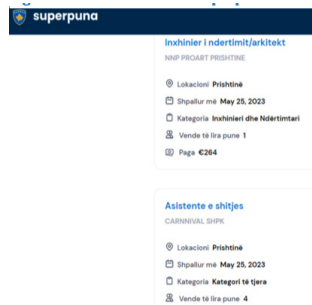 superpuna
Inxhinier i ndertimit/arkitekt
NNP PROART PRISHTINE
Lokacioni Prishtinë
Shpallur më May 25, 2023
Kategoria Inxhinieri dhe Ndërtimtari
Vende të lira pune 1
Paga €264
Asistente e shitjes
CARNNIVAL SHPK
Lokacioni Prishtinë
Shpallur më May 25, 2023
Kategoria Kategori të tjera
Vende të lira pune 4